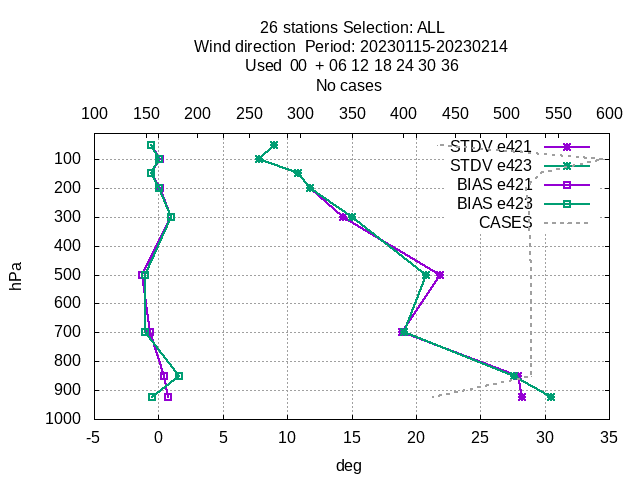 26 stations Selection: ALL
Wind direction  Period: 20230115-20230214
Used  00  + 06 12 18 24 30 36
No cases
100 150 200 250 300 350 400 450 500 550 600
STDV e421
STDV e423
BIAS e421
BIAS e423
CASES
100
200
300
400
500
600
700
800
900
1000
hPa
-5 0 5 10 15 20 25 30 35
deg